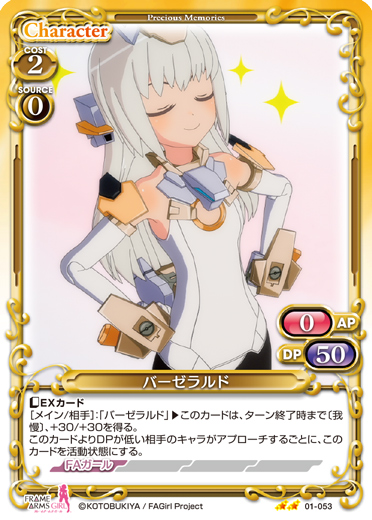 Precious Memories
Character
COST
2
SOURCE
0
0 AP
DP 50
バーゼラルド
EXカード
[メイン/相手]:「バーゼラルド」▶このカードは、ターン終了時まで〔我
慢〕、+30/+30を得る。
このカードよりDPが低い相手のキャラがアプローチするごとに、こ
のカードを活動状態にする。
FAガール
FRAME
ARMS GIRL
©KOTOBUKIYA / FAGirl Project
01-053